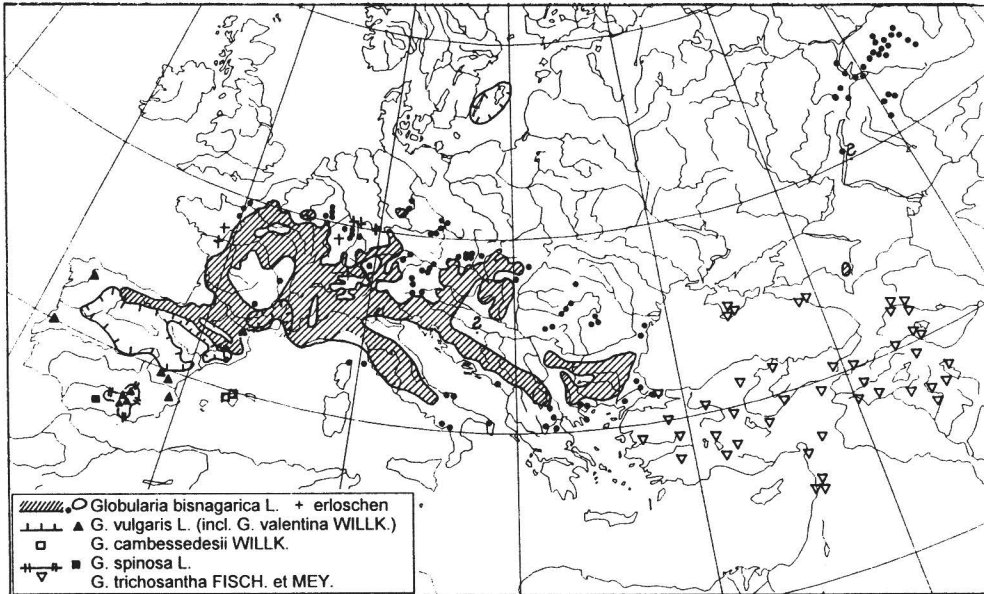 Globularia bisnagarica L. + erloschen
G. vulgaris L. (incl. G. valentina WILLK.)
G. cambessedesii WILLK.
G. spinosa L.
G. trichosantha FISCH. et MEY.